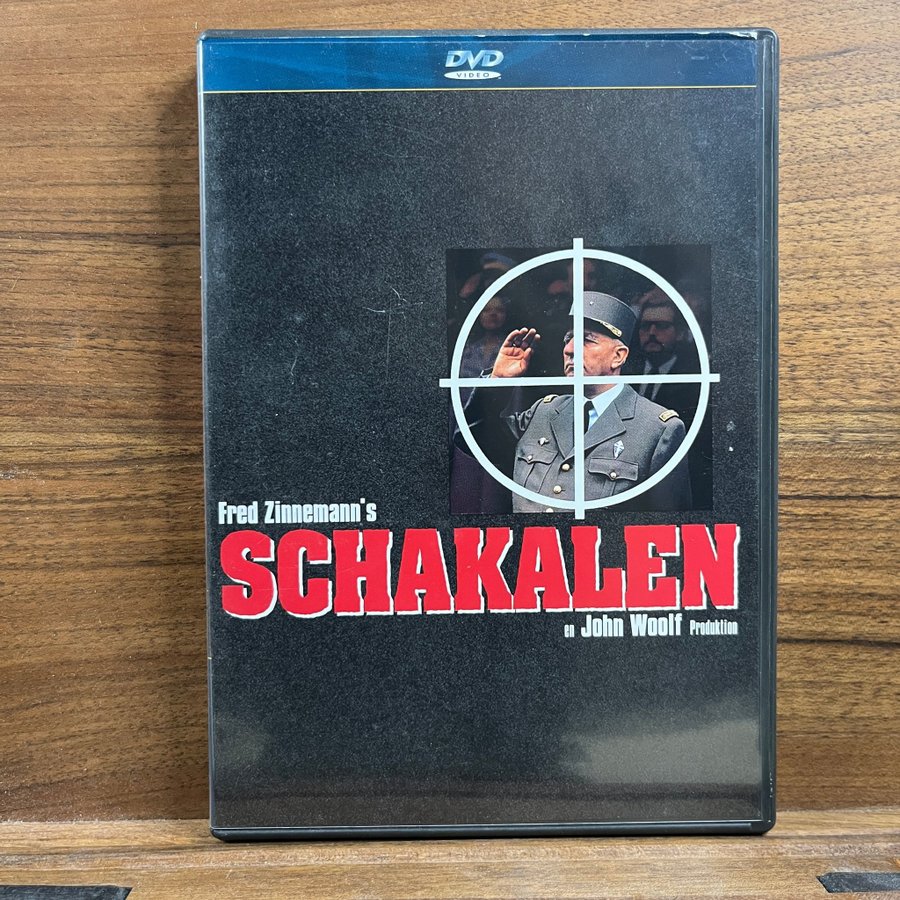 DVD
VIDEO
Fred Zinnemann's
SCHAKALEN
en John Woolf Produktion